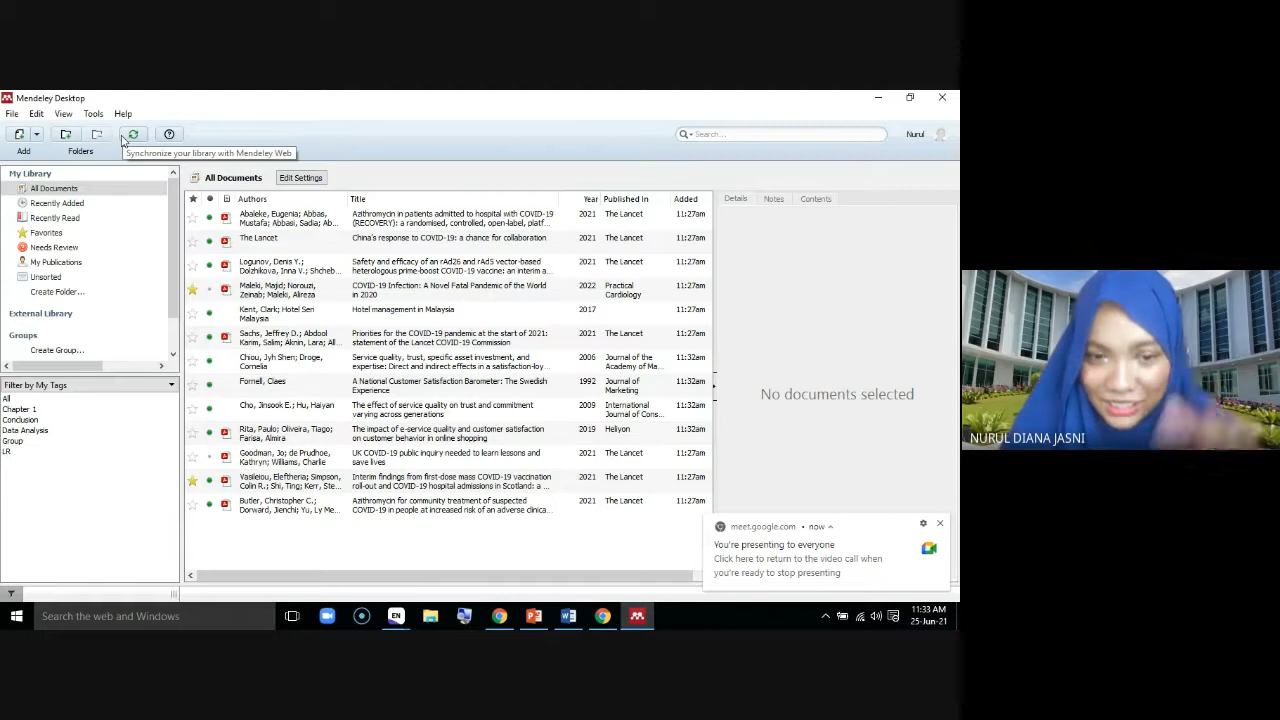 Mendeley Desktop
File Edit View Tools Help
Search...
Nurul
Add Folders
Synchronize your library with Mendeley Web
My Library
All Documents
Recently Added
Recently Read
Favorites
Needs Review
My Publications
Unsorted
Create Folder...
External Library
Groups
Create Group...
Filter by My Tags
All
Chapter 1
Conclusion
Data Analysis
Group
LR
All Documents Edit Settings
Authors Title Year Published In Added
Abaleke, Eugenia; Abbas, Azithromycin in patients admitted to hospital with COVID-19 2021 The Lancet 11:27am
Mustafa; Abbasi, Sadia; Ab... (RECOVERY): a randomised, controlled, open-label, platf...
The Lancet China's response to COVID-19: a chance for collaboration 2021 The Lancet 11:27am
Logunov, Denis Y.; Safety and efficacy of an rAd26 and rAd5 vector-based 2021 The Lancet 11:27am
Dolzhikova, Inna V.; Shcheb... heterologous prime-boost COVID-19 vaccine: an interim a...
Maleki, Majid; Norouzi, COVID-19 Infection: A Novel Fatal Pandemic of the World 2022 Practical 11:27am
Zeinab; Maleki, Alireza in 2020 Cardiology
Kent, Clark; Hotel Seri Hotel management in Malaysia 2017 11:27am
Malaysia
Sachs, Jeffrey D.; Abdool Priorities for the COVID-19 pandemic at the start of 2021: 2021 The Lancet 11:27am
Karim, Salim; Aknin, Lara; All... statement of the Lancet COVID-19 Commission
Chiou, Jyh Shen; Droge, Service quality, trust, specific asset investment, and 2006 Journal of the 11:32am
Cornelia expertise: Direct and indirect effects in a satisfaction-loy... Academy of Ma...
Fornell, Claes A National Customer Satisfaction Barometer: The Swedish 1992 Journal of 11:32am
Experience Marketing
Cho, Jinsook E.; Hu, Haiyan The effect of service quality on trust and commitment 2009 International 11:32am
varying across generations Journal of Cons...
Rita, Paulo; Oliveira, Tiago; The impact of e-service quality and customer satisfaction 2019 Heliyon 11:32am
Farisa, Almira on customer behavior in online shopping
Goodman, Jo; de Prudhoe, UK COVID-19 public inquiry needed to learn lessons and 2021 The Lancet 11:27am
Kathryn; Williams, Charlie save lives
Vasileiou, Eleftheria; Simpson, Interim findings from first-dose mass COVID-19 vaccination 2021 The Lancet 11:27am
Colin R.; Shi, Ting; Kerr, Ste... roll-out and COVID-19 hospital admissions in Scotland: a ...
Butler, Christopher C.; Azithromycin for community treatment of suspected 2021 The Lancet 11:27am
Dorward, Jienchi; Yu, Ly Me... COVID-19 in people at increased risk of an adverse clinica...
Details Notes Contents
No documents selected
meet.google.com • now
You're presenting to everyone
Click here to return to the video call when
you're ready to stop presenting
NURUL DIANA JASNI
Search the web and Windows
EN
11:33 AM
25-Jun-21